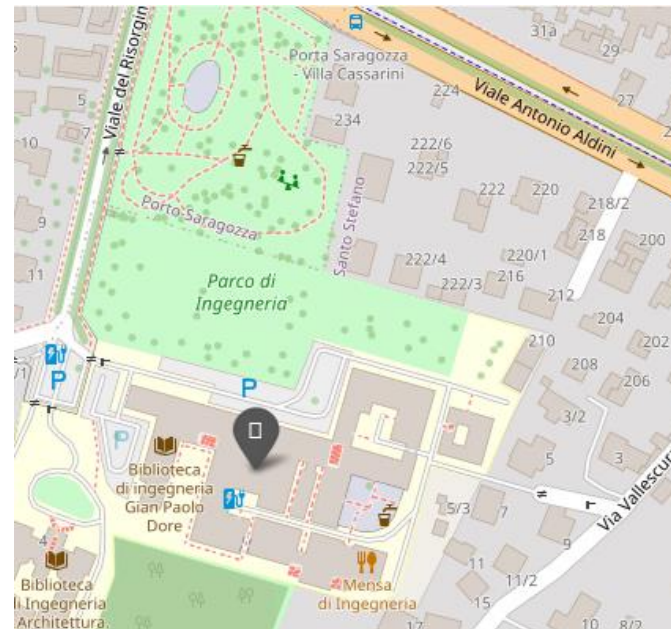 31a
29
27
Porta Saragozza
- Villa Cassarini
224
234
Viale Antonio Aldini
Viale del Risorgim
5
7
10
9
11
222/6
222/5
222
220
218/2
218
200
Porto Saragozza
Santo Stefano
222/4
222/3
220/1
216
212
Parco di
Ingegneria
204
202
210
208
206
/1
P
P
P
3/2
5
3
Biblioteca
di ingegneria
Gian Paolo
Dore
5/3
7
9
Via Vallescura
4
Biblioteca
di Ingegneria
Architettura
Mensa
di Ingegneria
11
11/2
15
17
10
8/2